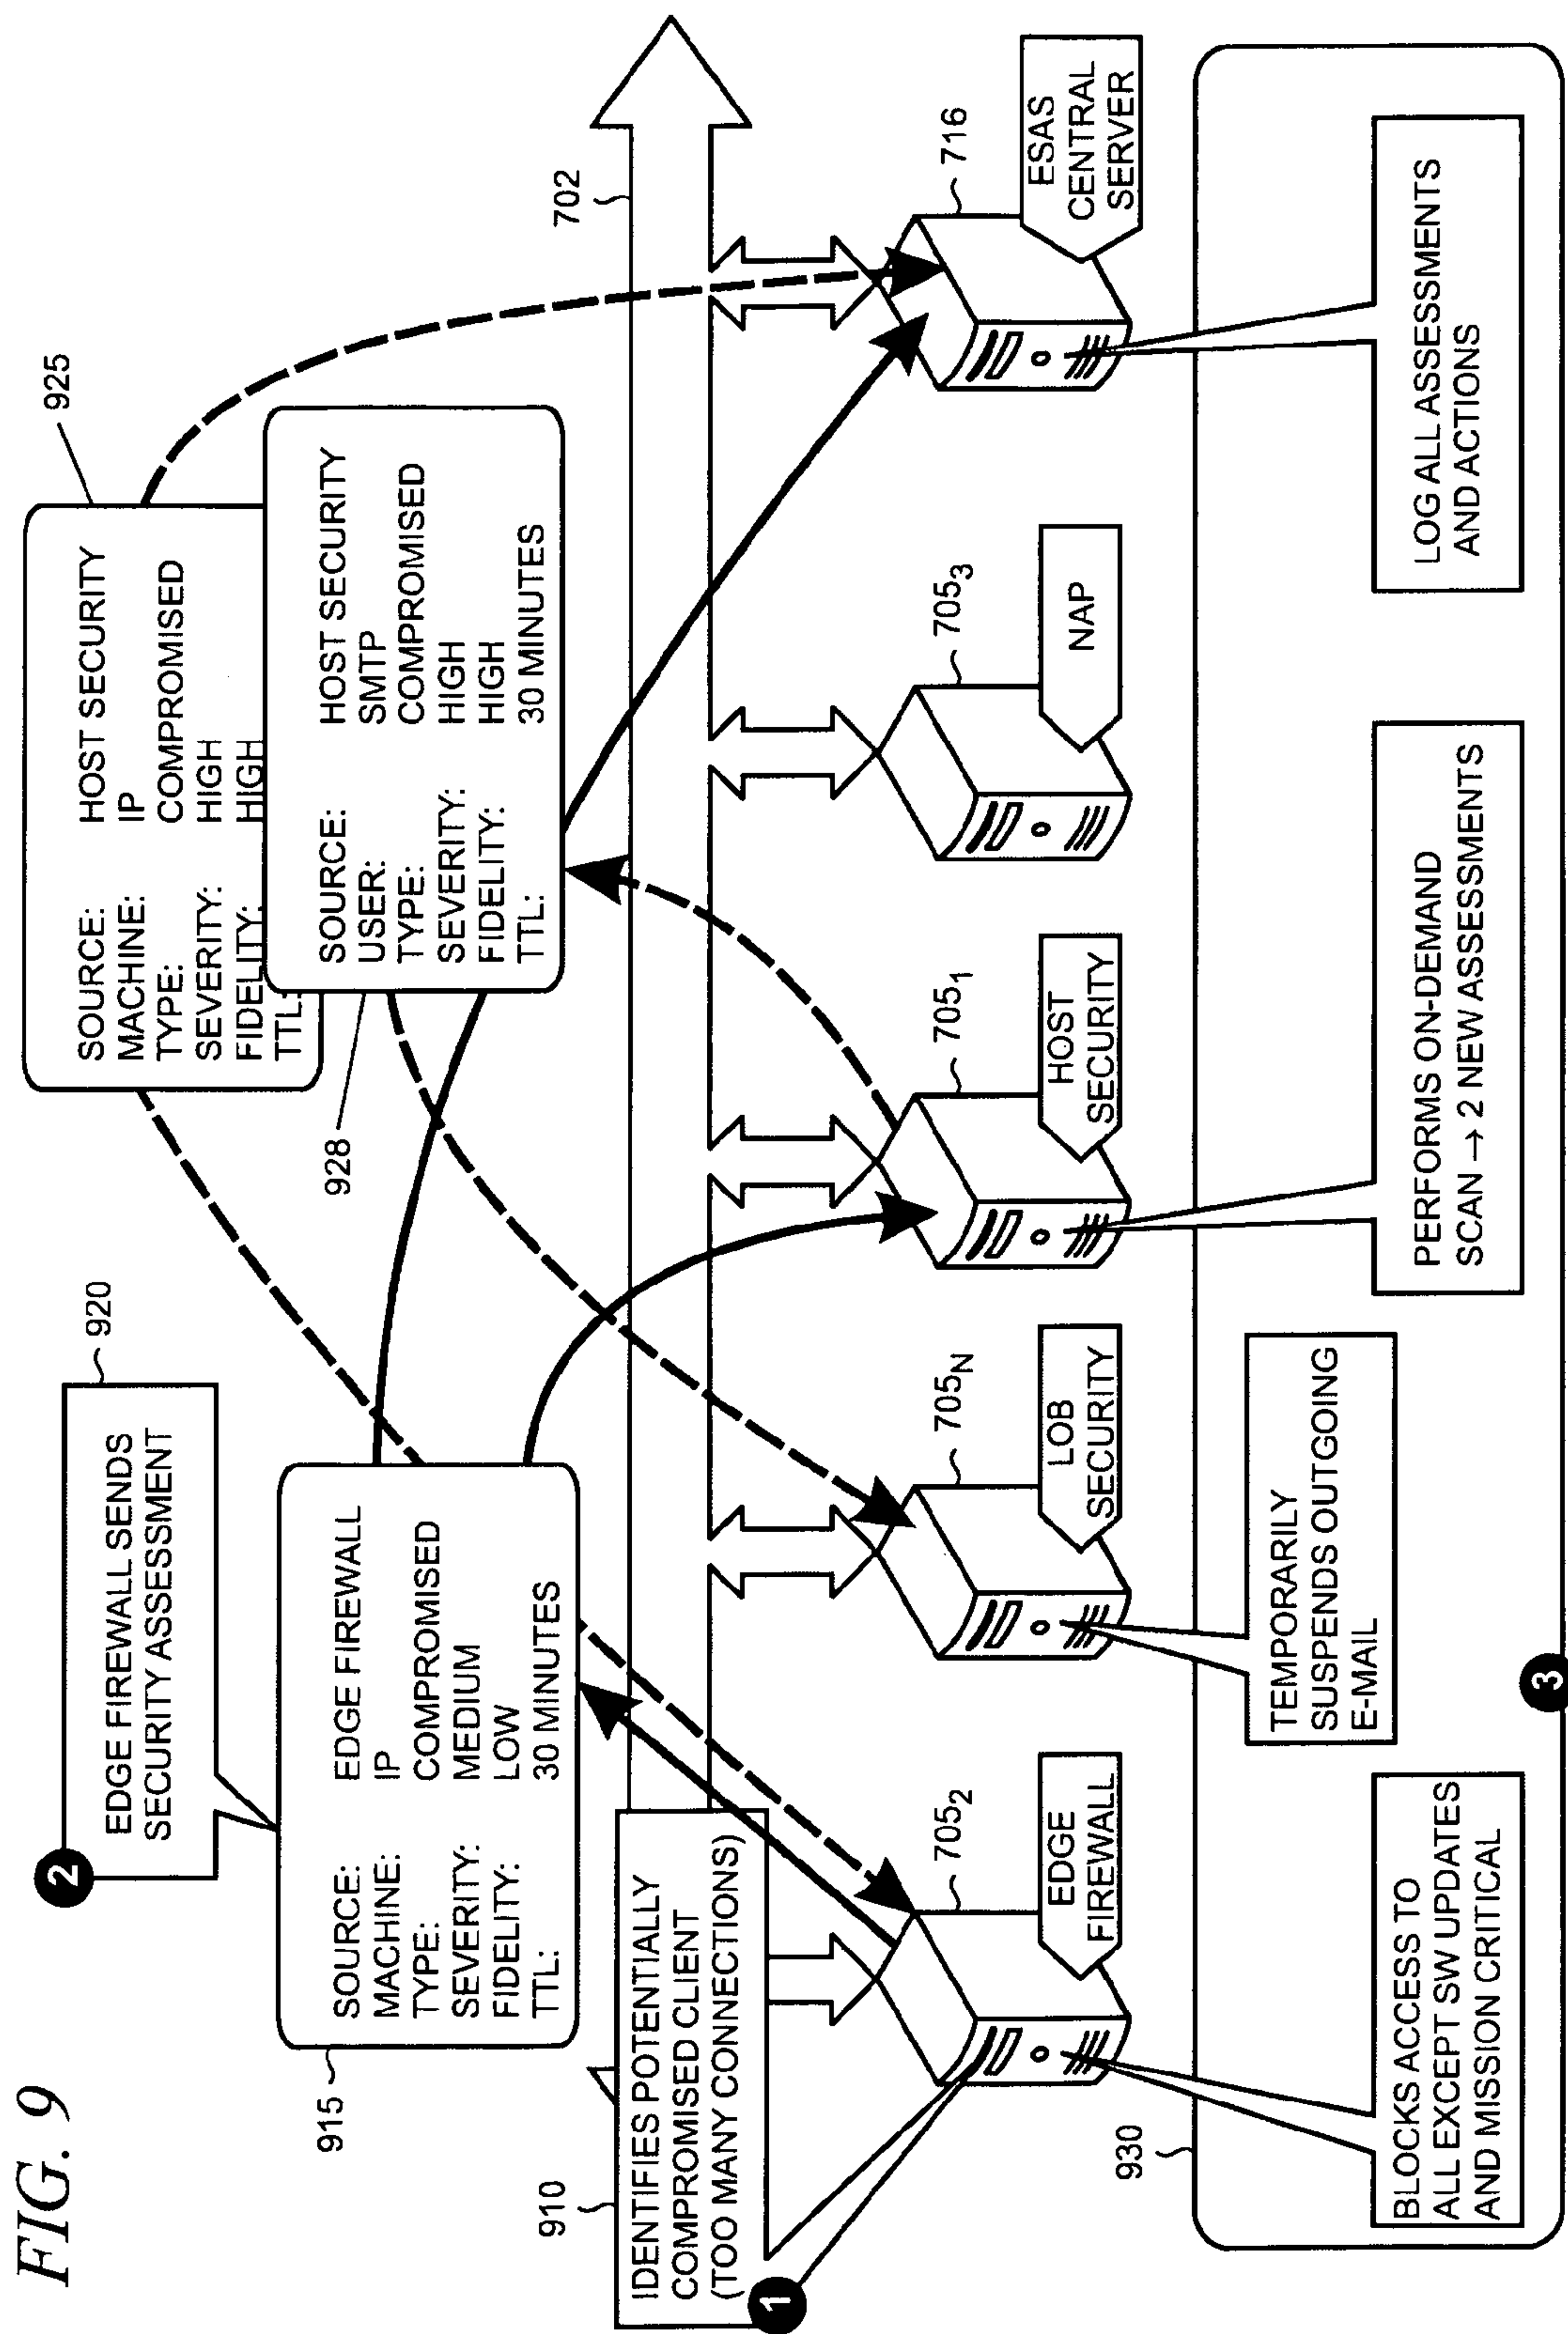 FIG. 9
2
EDGE FIREWALL SENDS
SECURITY ASSESSMENT
920
915
SOURCE: EDGE FIREWALL
MACHINE: IP
TYPE: COMPROMISED
SEVERITY: MEDIUM
FIDELITY: LOW
TTL: 30 MINUTES
925
SOURCE: HOST SECURITY
MACHINE: IP
TYPE: COMPROMISED
SEVERITY: HIGH
FIDELITY: HIGH
TTL:
928
SOURCE: HOST SECURITY
USER: SMTP
TYPE: COMPROMISED
SEVERITY: HIGH
FIDELITY: HIGH
TTL: 30 MINUTES
702
910
IDENTIFIES POTENTIALLY
COMPROMISED CLIENT
(TOO MANY CONNECTIONS)
1
705₂
EDGE
FIREWALL
705N
LOB
SECURITY
705₁
HOST
SECURITY
705₃
NAP
716
ESAS
CENTRAL
SERVER
930
BLOCKS ACCESS TO
ALL EXCEPT SW UPDATES
AND MISSION CRITICAL
TEMPORARILY
SUSPENDS OUTGOING
E-MAIL
PERFORMS ON-DEMAND
SCAN → 2 NEW ASSESSMENTS
LOG ALL ASSESSMENTS
AND ACTIONS
3